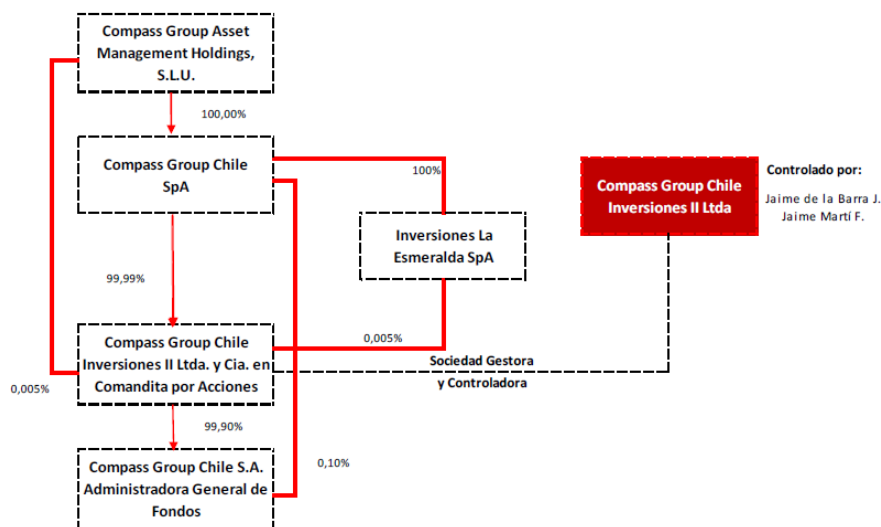 Compass Group Asset
Management Holdings,
S.L.U.
100,00%
Compass Group Chile
SpA
100%
Compass Group Chile
Inversiones II Ltda
Controlado por:
Jaime de la Barra J.
Jaime Martí F.
Inversiones La
Esmeralda SpA
99,99%
Compass Group Chile
Inversiones II Ltda. y Cia. en
Comandita por Acciones
0,005%
Sociedad Gestora
y Controladora
0,005%
99,90%
Compass Group Chile S.A.
Administradora General de
Fondos
0,10%